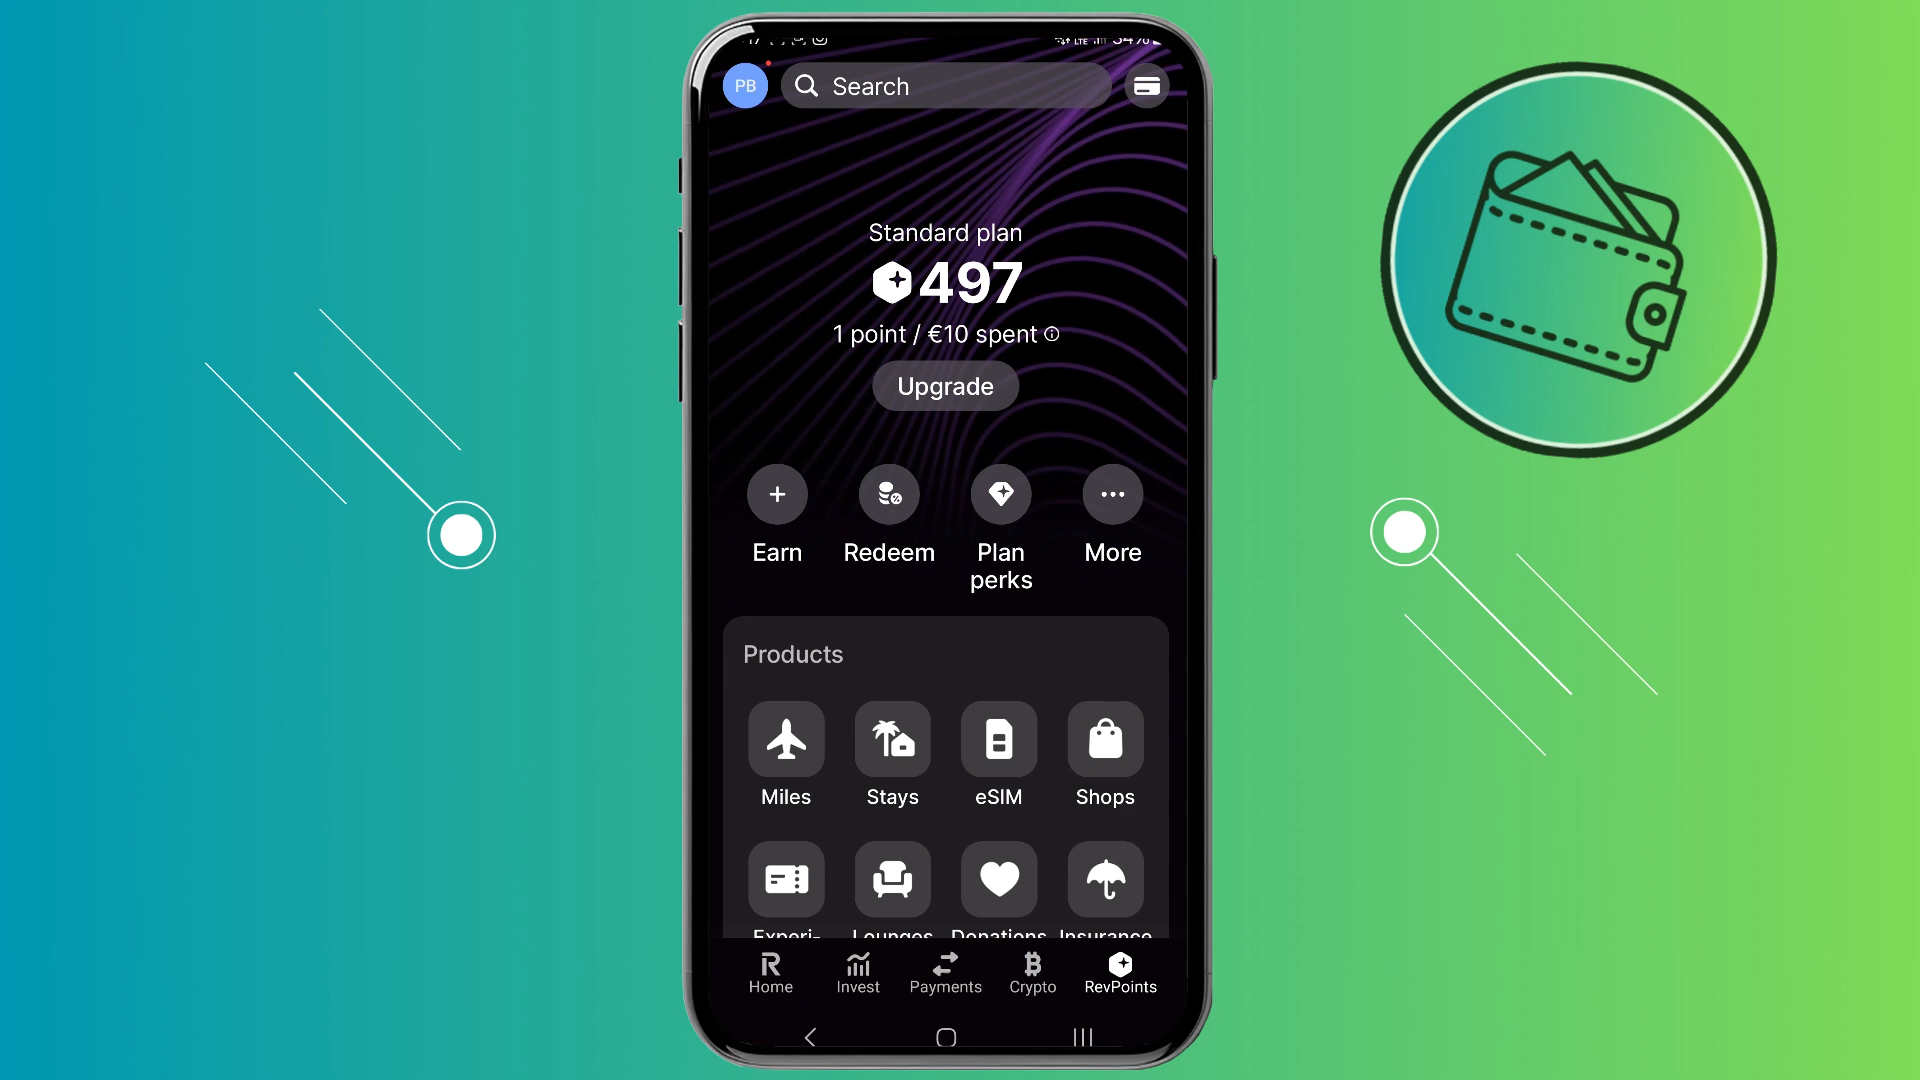 PB
Search
Standard plan
497
1 point / €10 spent
Upgrade
Earn
Redeem
Plan perks
More
Products
Miles
Stays
eSIM
Shops
Experi-
Lounges
Donations
Insurance
Home
Invest
Payments
Crypto
RevPoints